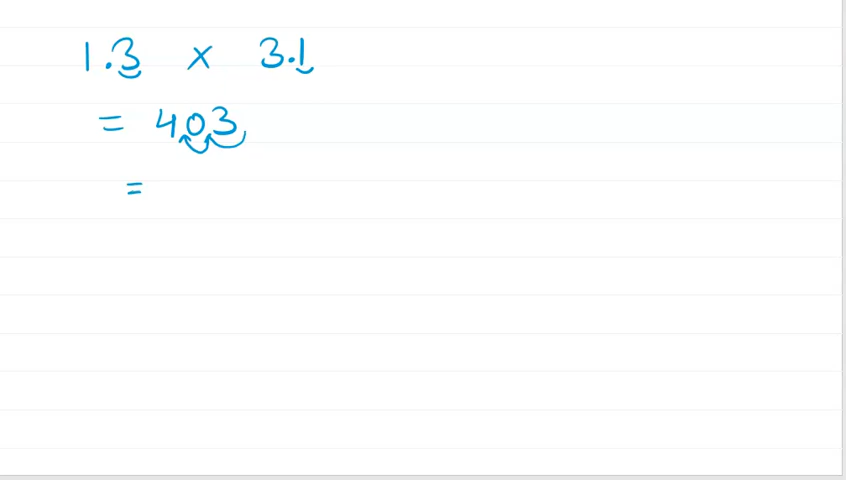 1.3 x 3.1
= 403
=